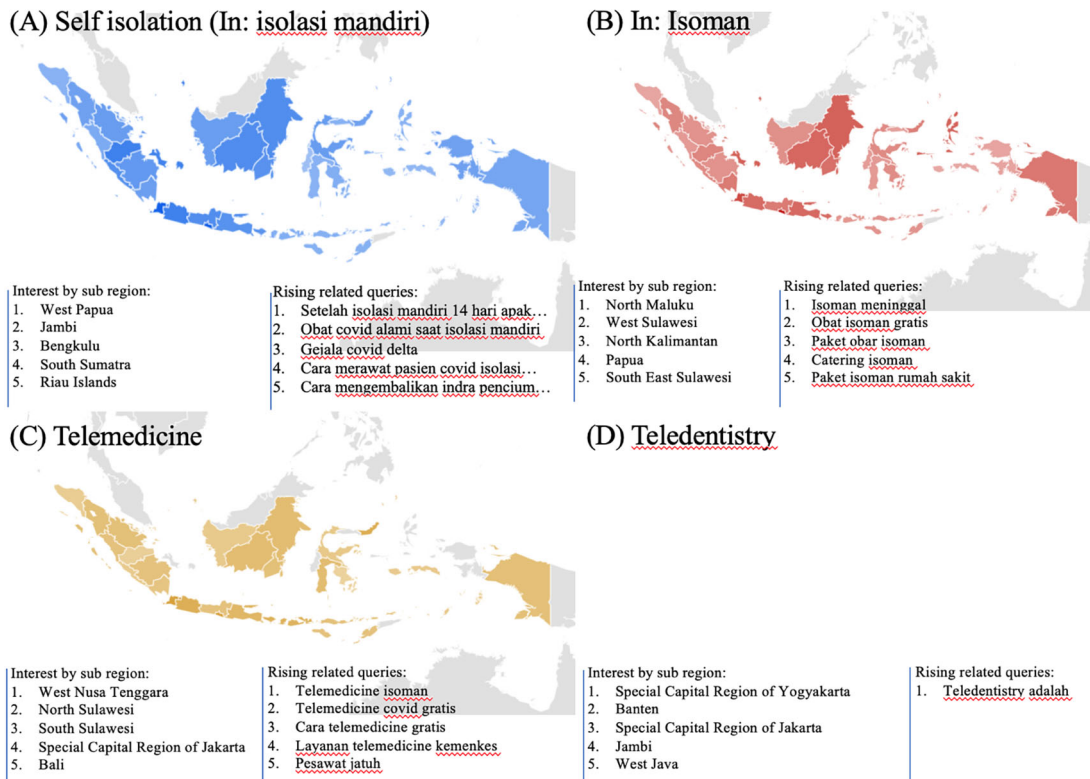 (A) Self isolation (In: isolasi mandiri)
Interest by sub region:
1. West Papua
2. Jambi
3. Bengkulu
4. South Sumatra
5. Riau Islands
Rising related queries:
1. Setelah isolasi mandiri 14 hari apak…
2. Obat covid alami saat isolasi mandiri
3. Gejala covid delta
4. Cara merawat pasien covid isolasi…
5. Cara mengembalikan indra pencium…
(B) In: Isoman
Interest by sub region:
1. North Maluku
2. West Sulawesi
3. North Kalimantan
4. Papua
5. South East Sulawesi
Rising related queries:
1. Isoman meninggal
2. Obat isoman gratis
3. Paket obar isoman
4. Catering isoman
5. Paket isoman rumah sakit
(C) Telemedicine
Interest by sub region:
1. West Nusa Tenggara
2. North Sulawesi
3. South Sulawesi
4. Special Capital Region of Jakarta
5. Bali
Rising related queries:
1. Telemedicine isoman
2. Telemedicine covid gratis
3. Cara telemedicine gratis
4. Layanan telemedicine kemenkes
5. Pesawat jatuh
(D) Teledentistry
Interest by sub region:
1. Special Capital Region of Yogyakarta
2. Banten
3. Special Capital Region of Jakarta
4. Jambi
5. West Java
Rising related queries:
1. Teledentistry adalah